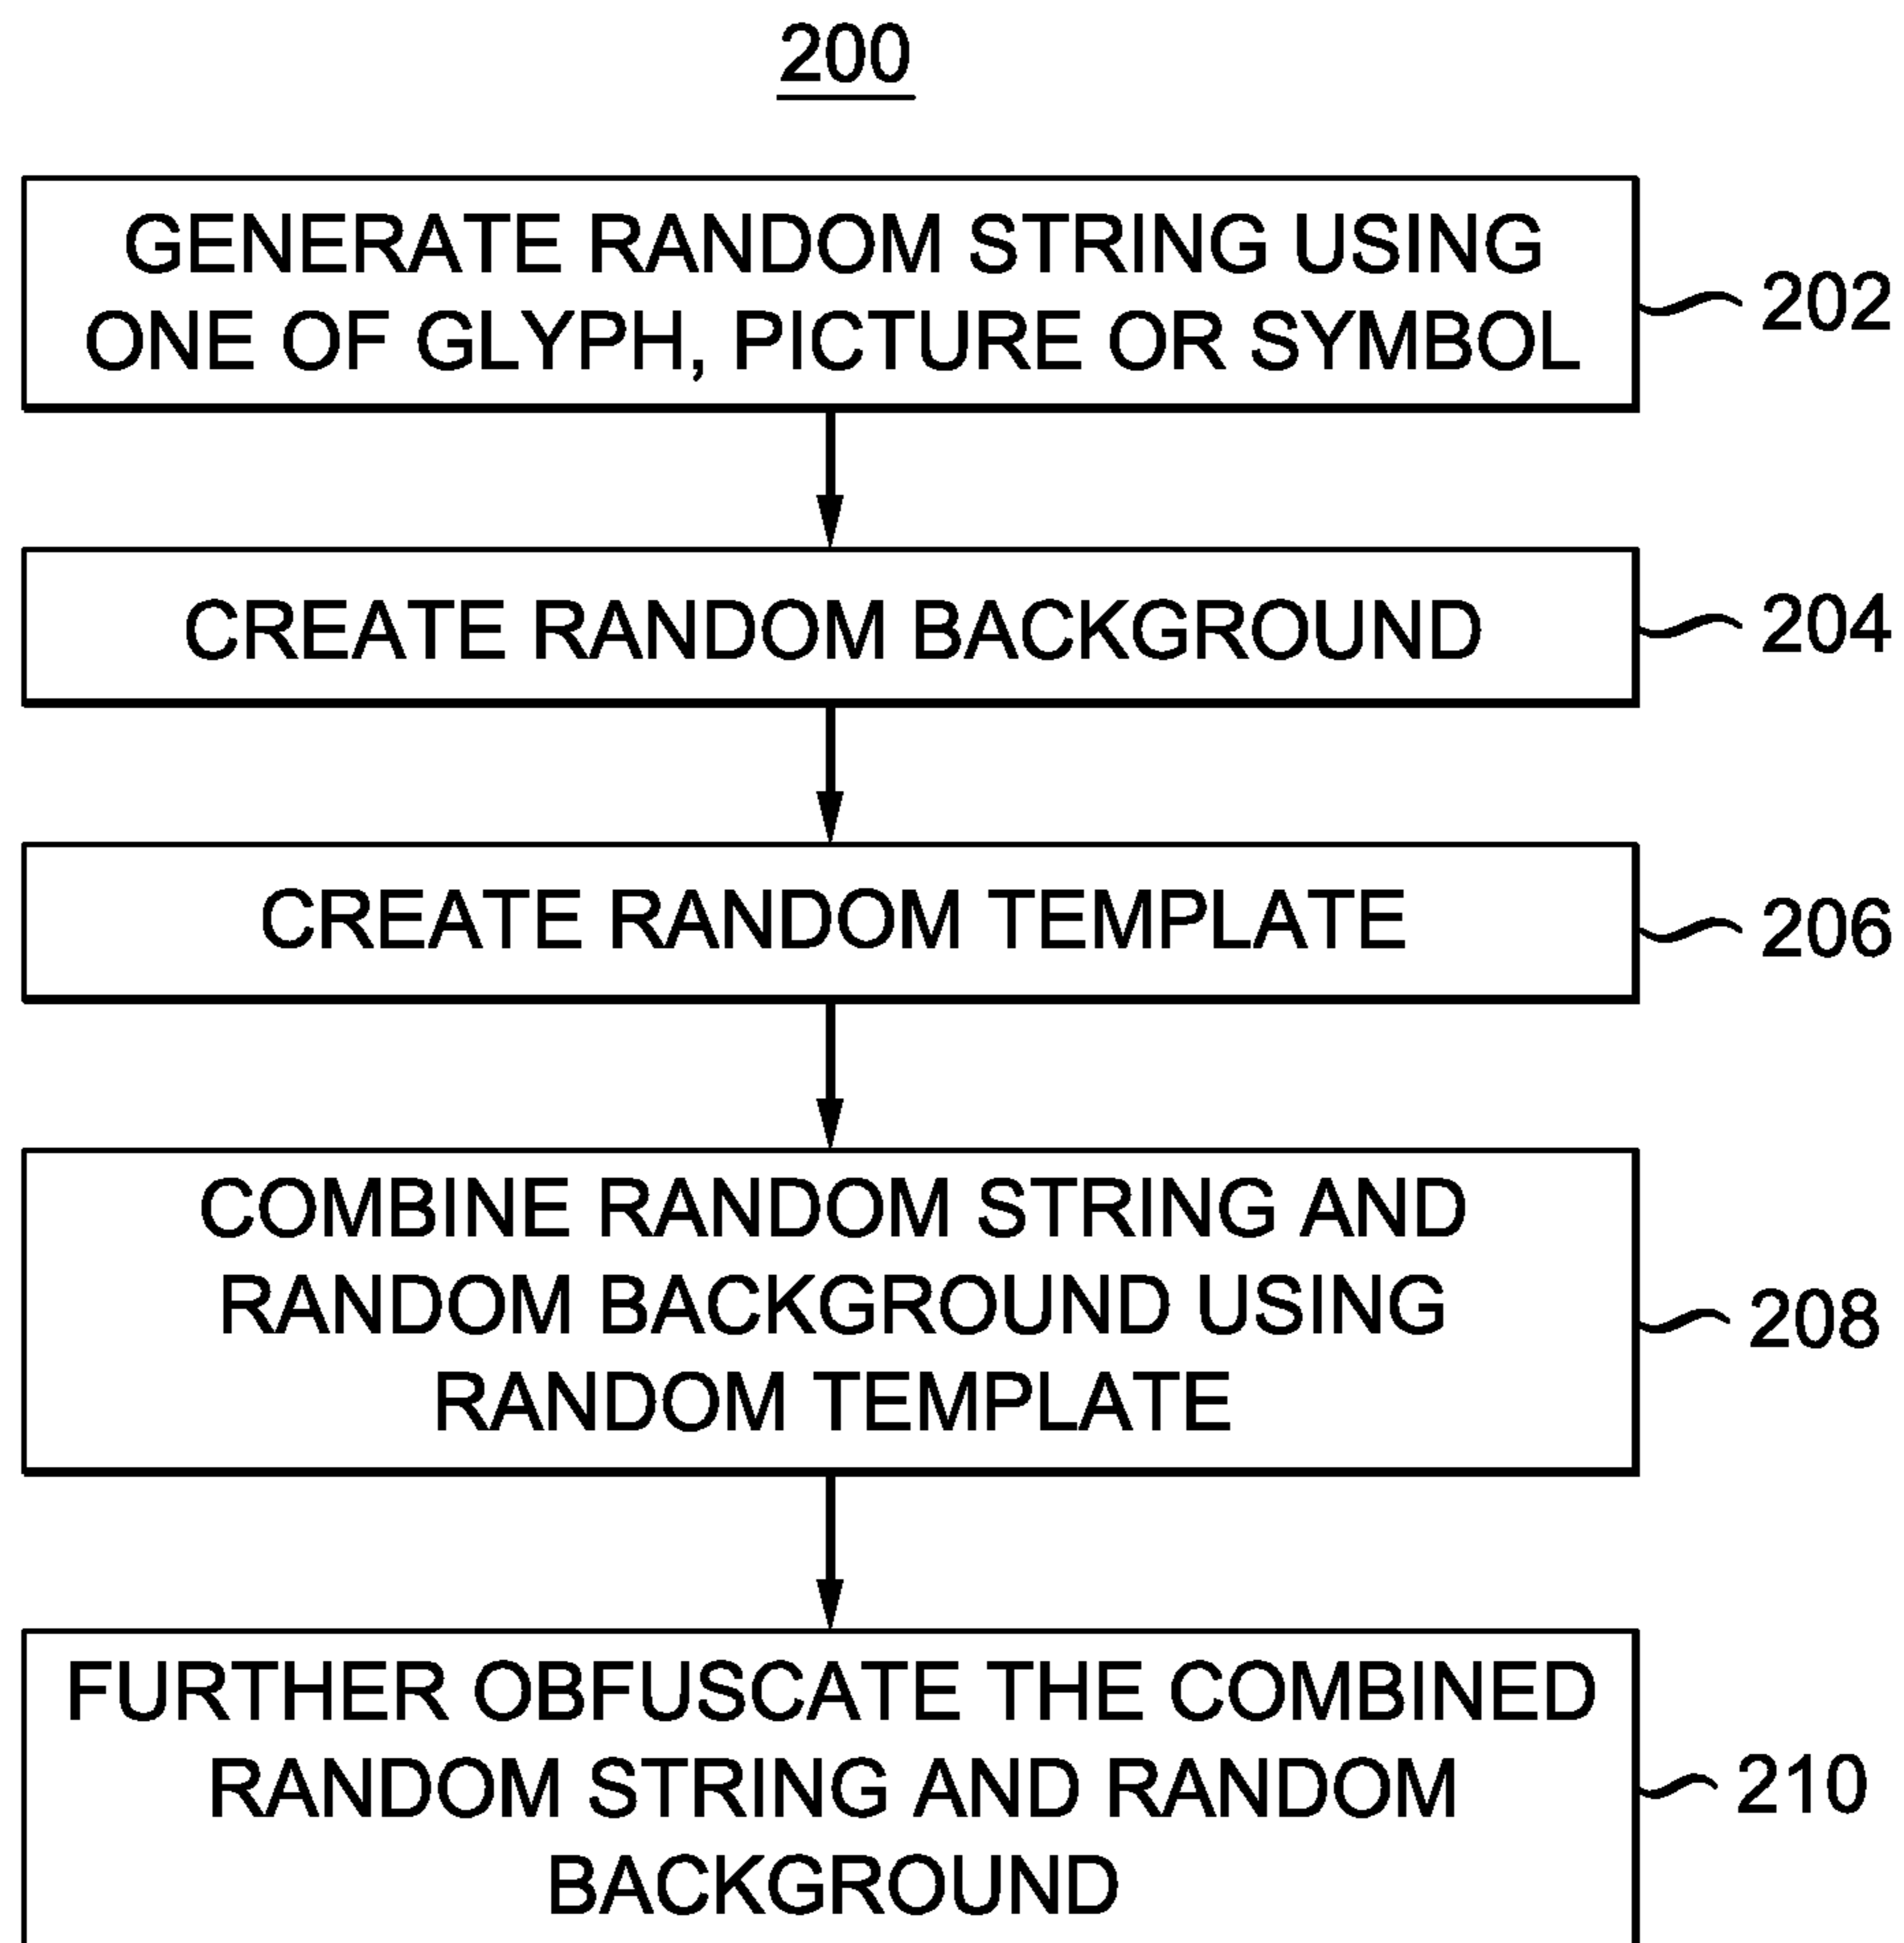 200
GENERATE RANDOM STRING USING
ONE OF GLYPH, PICTURE OR SYMBOL
202
CREATE RANDOM BACKGROUND
204
CREATE RANDOM TEMPLATE
206
COMBINE RANDOM STRING AND
RANDOM BACKGROUND USING
RANDOM TEMPLATE
208
FURTHER OBFUSCATE THE COMBINED
RANDOM STRING AND RANDOM
BACKGROUND
210